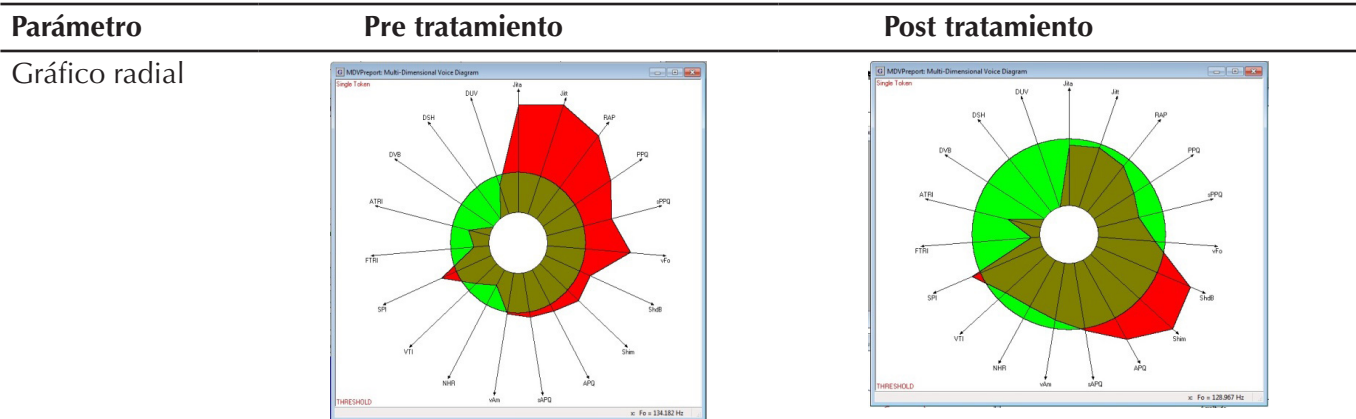 Parámetro Pre tratamiento Post tratamiento
Gráfico radial
MDVPreport: Multi-Dimensional Voice Diagram
Single Token
Jita
Jitt
RAP
PPQ
sPPQ
vFo
ShdB
Shim
APQ
sAPQ
vAm
NHR
VTI
SPI
FTRI
ATRI
DVB
DSH
DUV
THRESHOLD
x: Fo = 134.182 Hz
MDVPreport: Multi-Dimensional Voice Diagram
Single Token
Jita
Jitt
RAP
PPQ
sPPQ
vFo
ShdB
Shim
APQ
sAPQ
vAm
NHR
VTI
SPI
FTRI
ATRI
DVB
DSH
DUV
THRESHOLD
x: Fo = 128.967 Hz